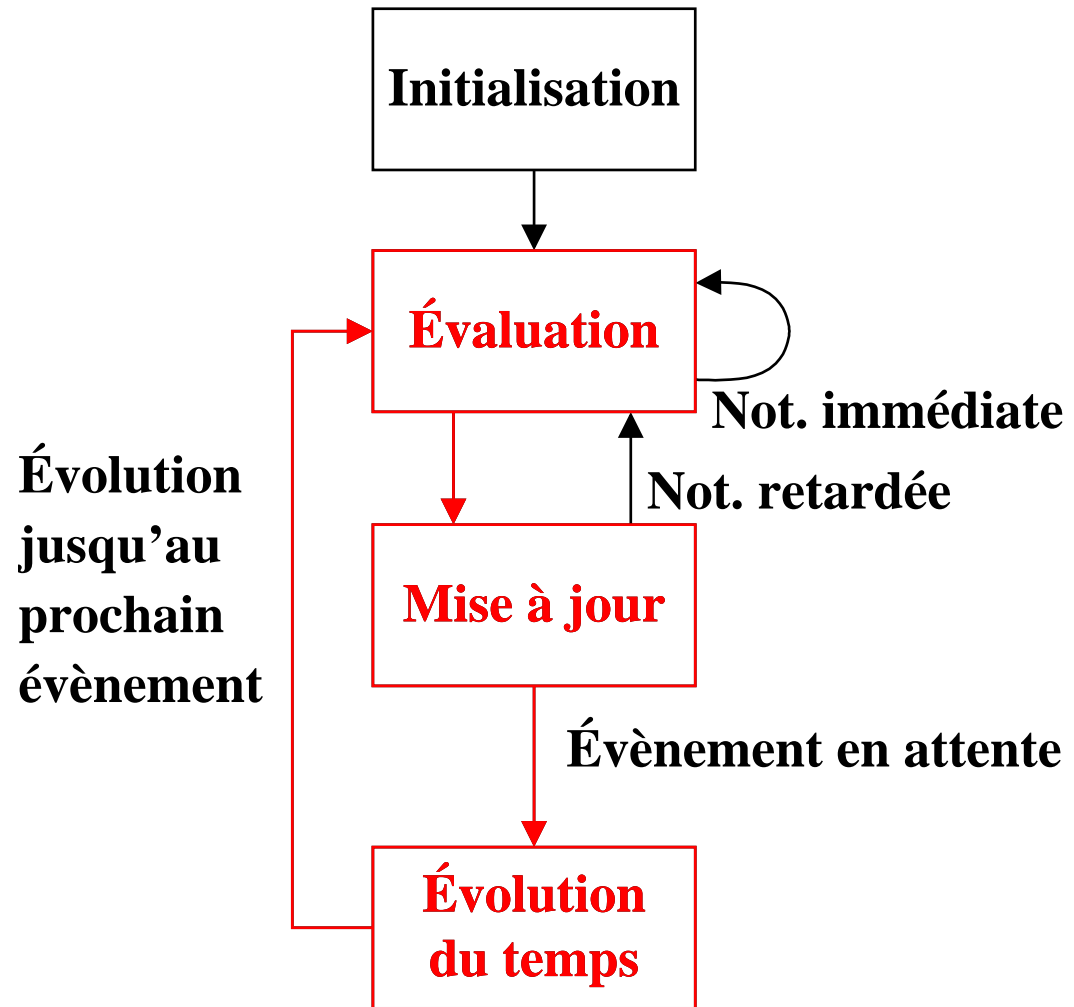 Initialisation
Évaluation
Not. immédiate
Not. retardée
Évolution
jusqu’au
prochain
évènement
Mise à jour
Évènement en attente
Évolution
du temps